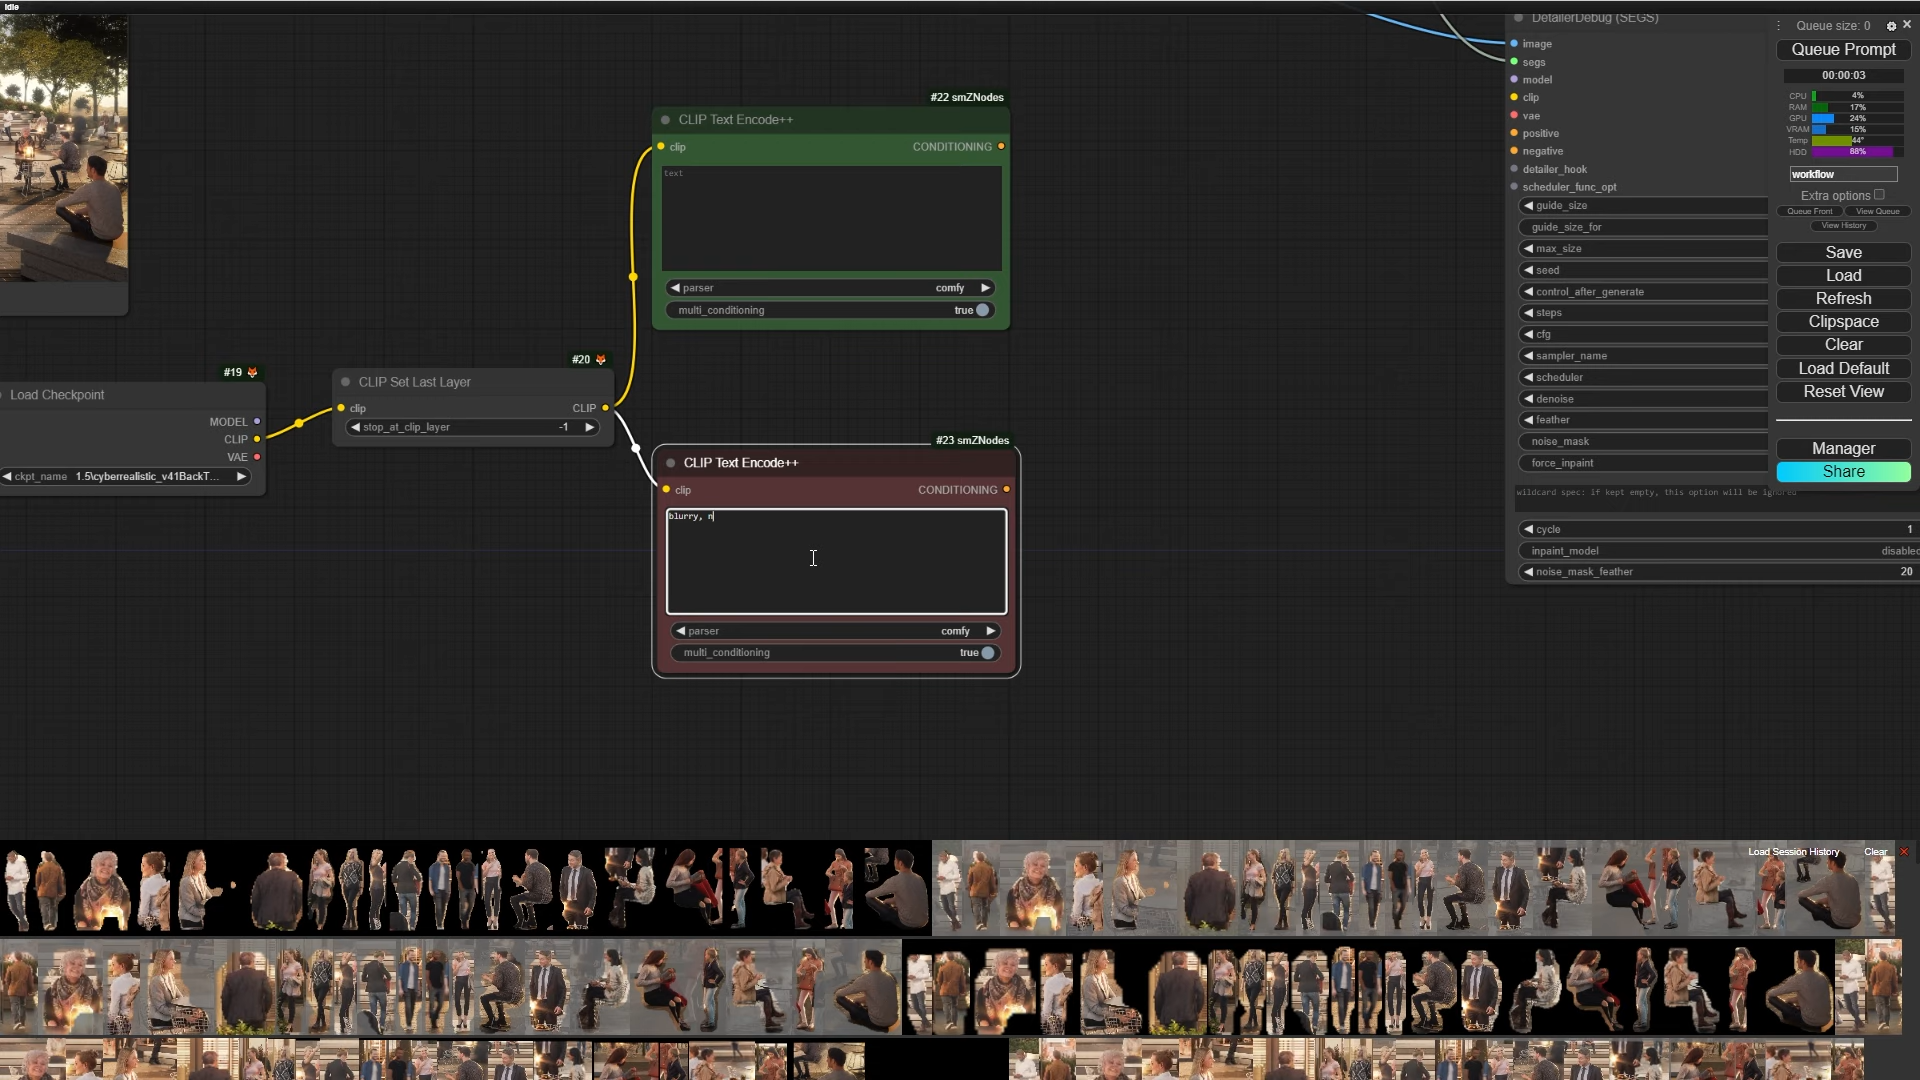 Idle
#22 smZNodes
CLIP Text Encode++
clip
CONDITIONING
text
parser
comfy
multi_conditioning
true
#19
Load Checkpoint
MODEL
CLIP
VAE
ckpt_name 1.5\cyberrealistic_v41BackT...
#20
CLIP Set Last Layer
clip
CLIP
stop_at_clip_layer
-1
#23 smZNodes
CLIP Text Encode++
clip
CONDITIONING
blurry, n
parser
comfy
multi_conditioning
true
DetailerDebug (SEGS)
image
segs
model
clip
vae
positive
negative
detailer_hook
scheduler_func_opt
guide_size
guide_size_for
max_size
seed
control_after_generate
steps
cfg
sampler_name
scheduler
denoise
feather
noise_mask
force_inpaint
wildcard spec: if kept empty, this option will be ignored
cycle
1
inpaint_model
disabled
noise_mask_feather
20
Queue size: 0
Queue Prompt
00:00:03
CPU 4%
RAM 17%
GPU 24%
VRAM 15%
Temp 44°
HDD 88%
workflow
Extra options
Queue Front
View Queue
View History
Save
Load
Refresh
Clipspace
Clear
Load Default
Reset View
Manager
Share
Load Session History
Clear